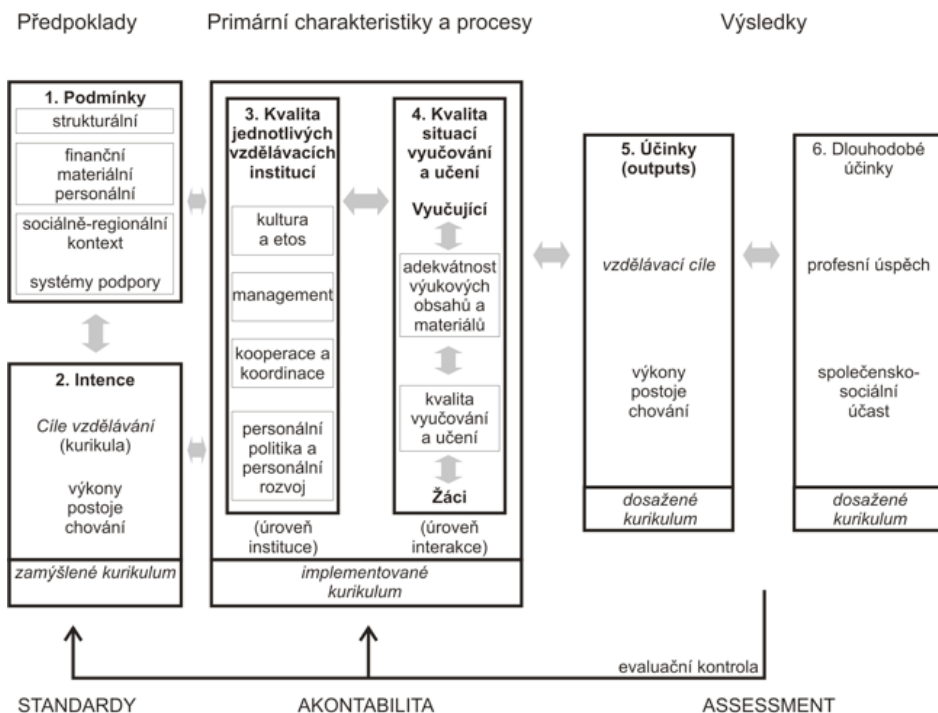 Předpoklady
Primární charakteristiky a procesy
Výsledky
1. Podmínky
strukturální
finanční
materiální
personální
sociálně-regionální
kontext
systémy podpory
2. Intence
Cíle vzdělávání
(kurikula)
výkony
postoje
chování
zamýšlené kurikulum
3. Kvalita
jednotlivých
vzdělávacích
institucí
kultura
a etos
management
kooperace a
koordinace
personální
politika a
personální
rozvoj
(úroveň
instituce)
4. Kvalita
situací
vyučování
a učení
Vyučující
adekvátnost
výukových
obsahů a
materiálů
kvalita
vyučování
a učení
Žáci
(úroveň
interakce)
implementované
kurikulum
5. Účinky
(outputs)
vzdělávací cíle
výkony
postoje
chování
dosažené
kurikulum
6. Dlouhodobé
účinky
profesní úspěch
společensko-
sociální
účast
dosažené
kurikulum
evaluační kontrola
STANDARDY
AKONTABILITA
ASSESSMENT